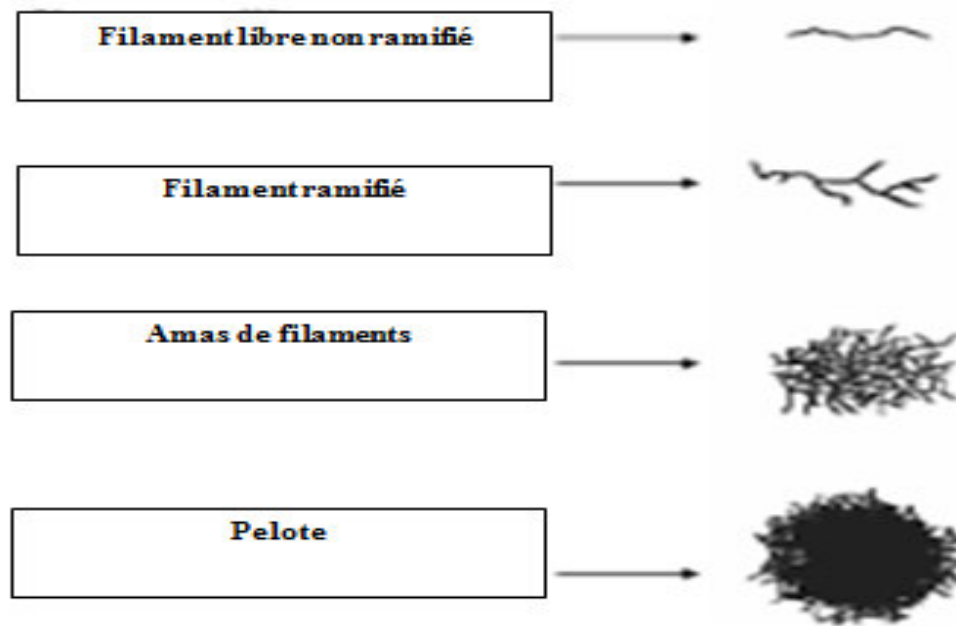 Filament libre non ramifié
Filament ramifié
Amas de filaments
Pelote